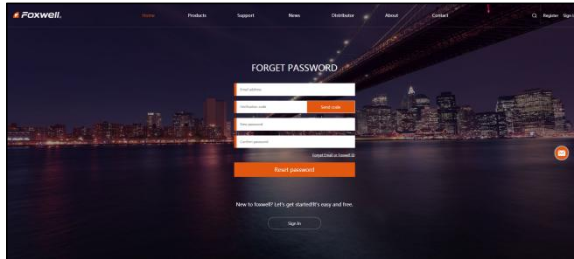 Foxwell.
Home Products Support News Distributor About Contact Register Sign in
FORGET PASSWORD
Email address
Verification code Send code
New password
Confirm password
Forgot Email or Foxwell ID
Reset password
New to foxwell? Let's get started!It's easy and free.
Sign in